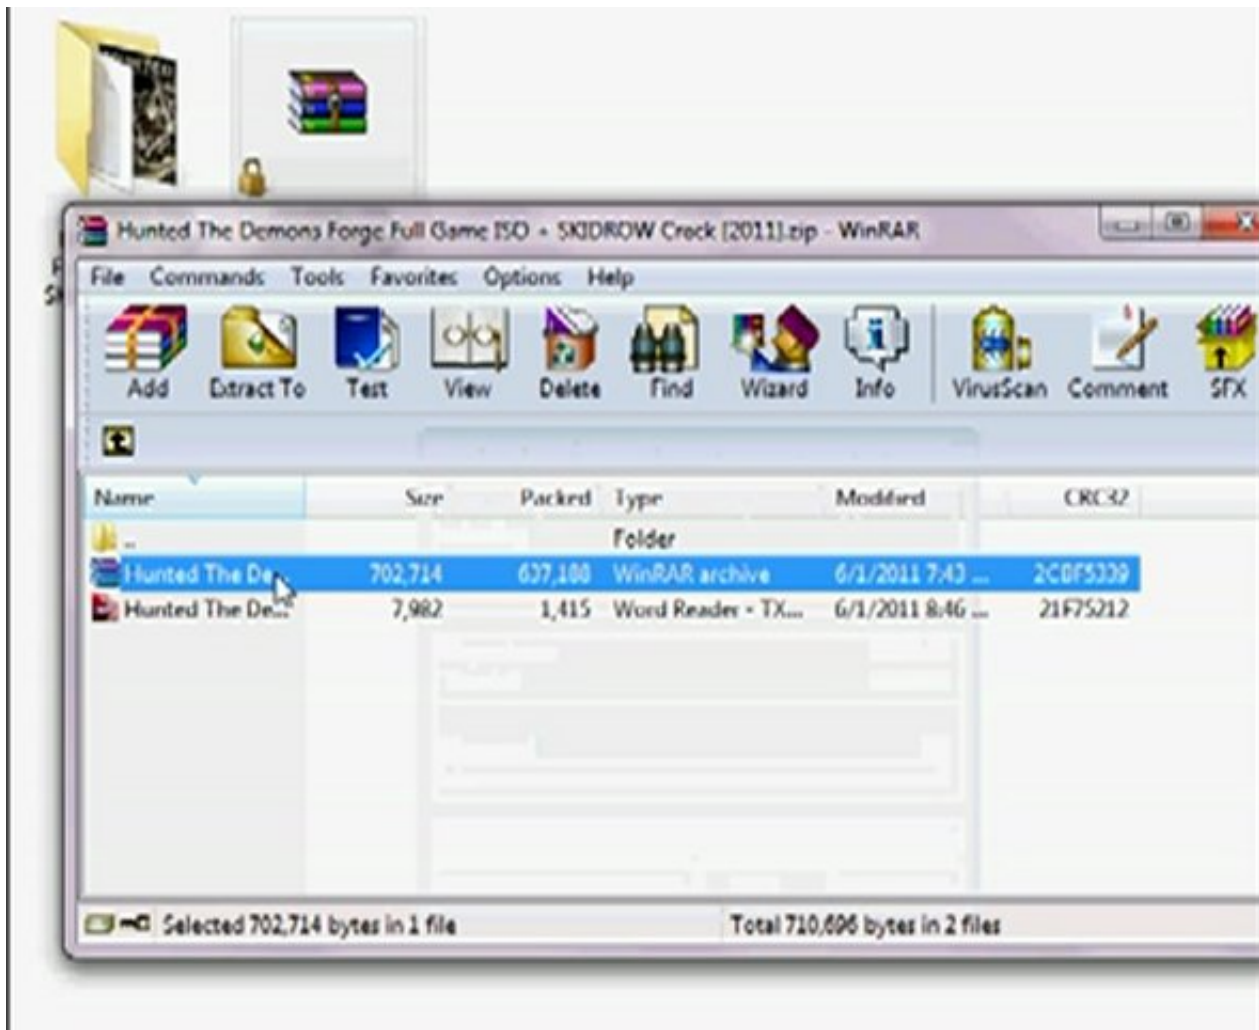 Hunted The Demons Forge Full Game ISO + SKIDROW Crack [2011].zip - WinRAR
File Commands Tools Favorites Options Help
Add Extract To Test View Delete Find Wizard Info VirusScan Comment SFX
Name Size Packed Type Modified CRC32
.. Folder
Hunted The De... 702,714 637,188 WinRAR archive 6/1/2011 7:43 ... 2CBF5339
Hunted The De... 7,982 1,415 Word Reader - TX... 6/1/2011 8:46 ... 21F75212
Selected 702,714 bytes in 1 file Total 710,696 bytes in 2 files